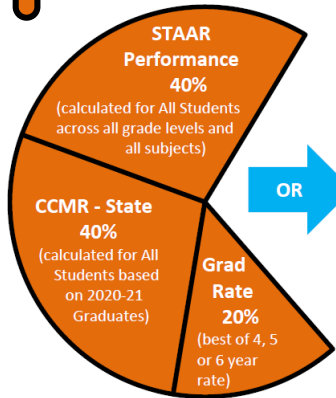 STAAR
Performance
40%
(calculated for All Students
across all grade levels and
all subjects)
OR
CCMR - State
40%
(calculated for All
Students based
on 2020-21
Graduates)
Grad
Rate
20%
(best of 4, 5
or 6 year
rate)